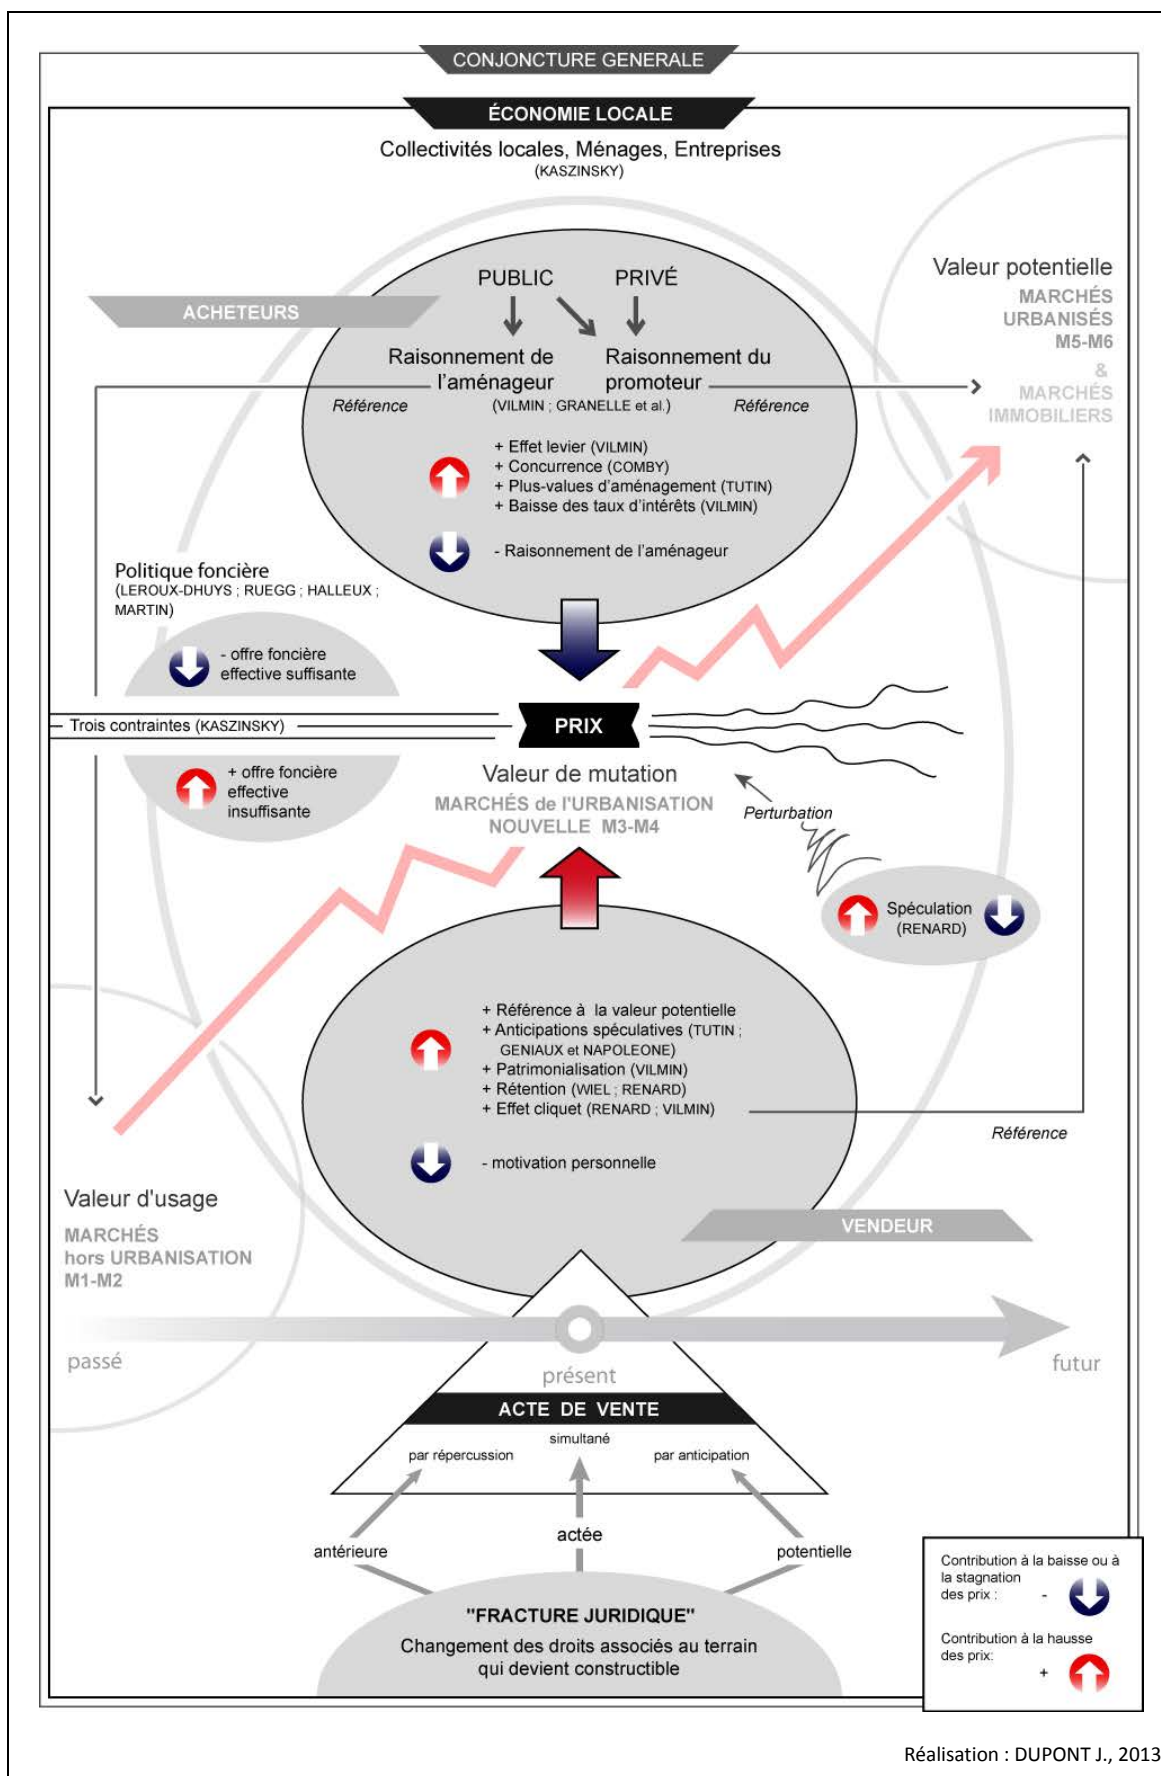 CONJONCTURE GENERALE
ÉCONOMIE LOCALE
Collectivités locales, Ménages, Entreprises
(KASZINSKY)
ACHETEURS
PUBLIC PRIVÉ
Raisonnement de
l'aménageur
Raisonnement du
promoteur
Référence
(VILMIN ; GRANELLE et al.)
Référence
+ Effet levier (VILMIN)
+ Concurrence (COMBY)
+ Plus-values d'aménagement (TUTIN)
+ Baisse des taux d'intérêts (VILMIN)
- Raisonnement de l'aménageur
Valeur potentielle
MARCHÉS
URBANISÉS
M5-M6
&
MARCHÉS
IMMOBILIERS
Politique foncière
(LEROUX-DHUYS ; RUEGG ; HALLEUX ;
MARTIN)
- offre foncière
effective suffisante
Trois contraintes (KASZINSKY)
+ offre foncière
effective
insuffisante
PRIX
Valeur de mutation
MARCHÉS de l'URBANISATION
NOUVELLE M3-M4
Perturbation
Spéculation
(RENARD)
+ Référence à la valeur potentielle
+ Anticipations spéculatives (TUTIN ;
GENIAUX et NAPOLEONE)
+ Patrimonialisation (VILMIN)
+ Rétention (WIEL ; RENARD)
+ Effet cliquet (RENARD ; VILMIN)
- motivation personnelle
Référence
Valeur d'usage
MARCHÉS
hors URBANISATION
M1-M2
VENDEUR
passé
présent
futur
ACTE DE VENTE
simultané
par répercussion
par anticipation
antérieure
actée
potentielle
"FRACTURE JURIDIQUE"
Changement des droits associés au terrain
qui devient constructible
Contribution à la baisse ou à
la stagnation
des prix : -
Contribution à la hausse
des prix:
+
Réalisation : DUPONT J., 2013